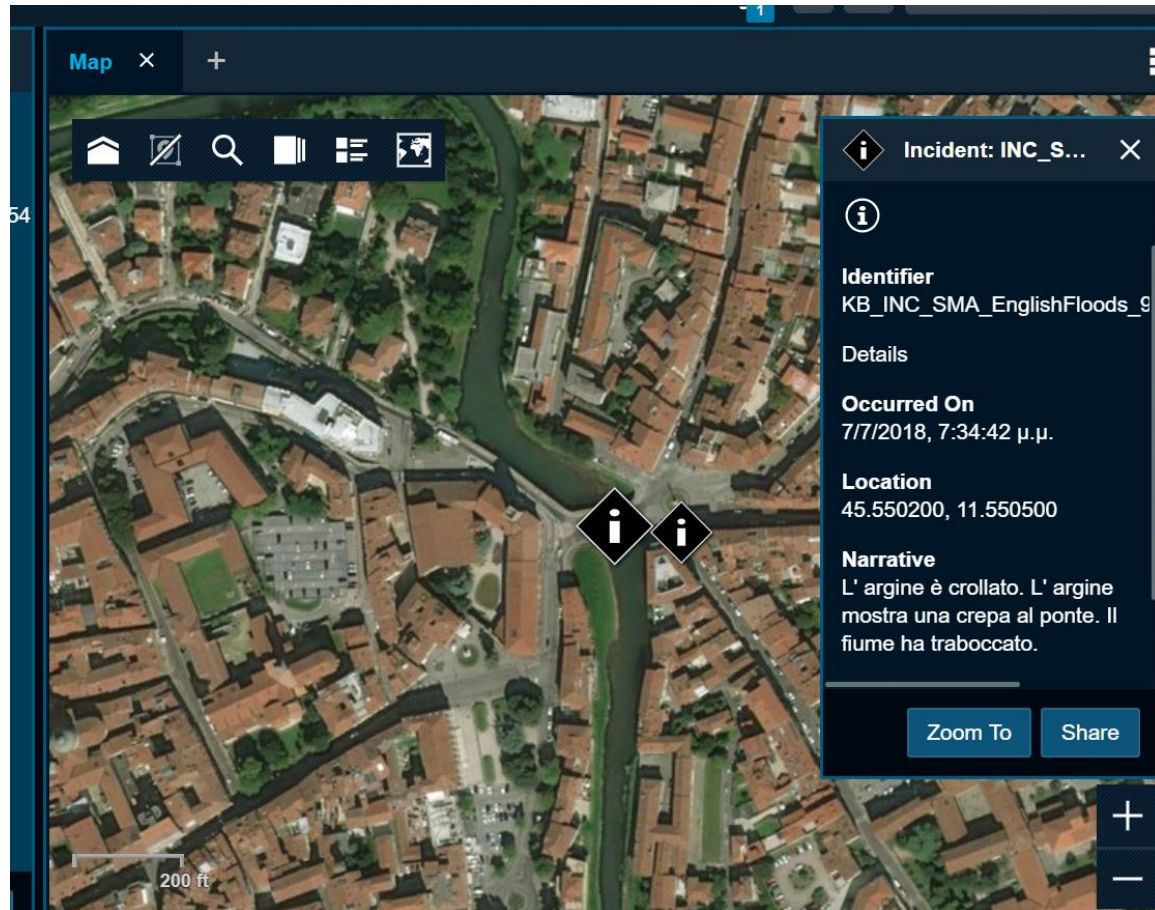 1
Map
54
Incident: INC_S...
Identifier
KB_INC_SMA_EnglishFloods_9
Details
Occurred On
7/7/2018, 7:34:42 μ.μ.
Location
45.550200, 11.550500
Narrative
L' argine è crollato. L' argine
mostra una crepa al ponte. Il
fiume ha traboccato.
Zoom To
Share
200 ft